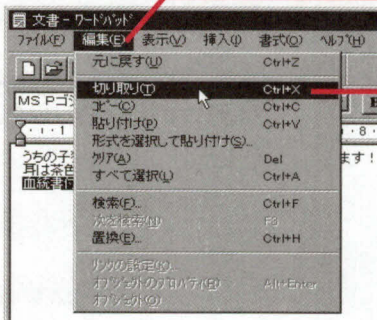 文書 - ワードパッド
ファイル(F) 編集(E) 表示(V) 挿入(I) 書式(O) ヘルプ(H)
元に戻す(U) Ctrl+Z
切り取り(T) Ctrl+X
コピー(C) Ctrl+C
貼り付け(P) Ctrl+V
形式を選択して貼り付け(S)...
クリア(A) Del
すべて選択(L) Ctrl+A
検索(F)... Ctrl+F
次を検索(N) F3
置換(E)... Ctrl+H
リンクの設定(K)...
オブジェクトのプロパティ(R) Alt+Enter
オブジェクト(O)
MS Pゴシ
1
8
うちの子 ます!
耳は茶色
血統書付